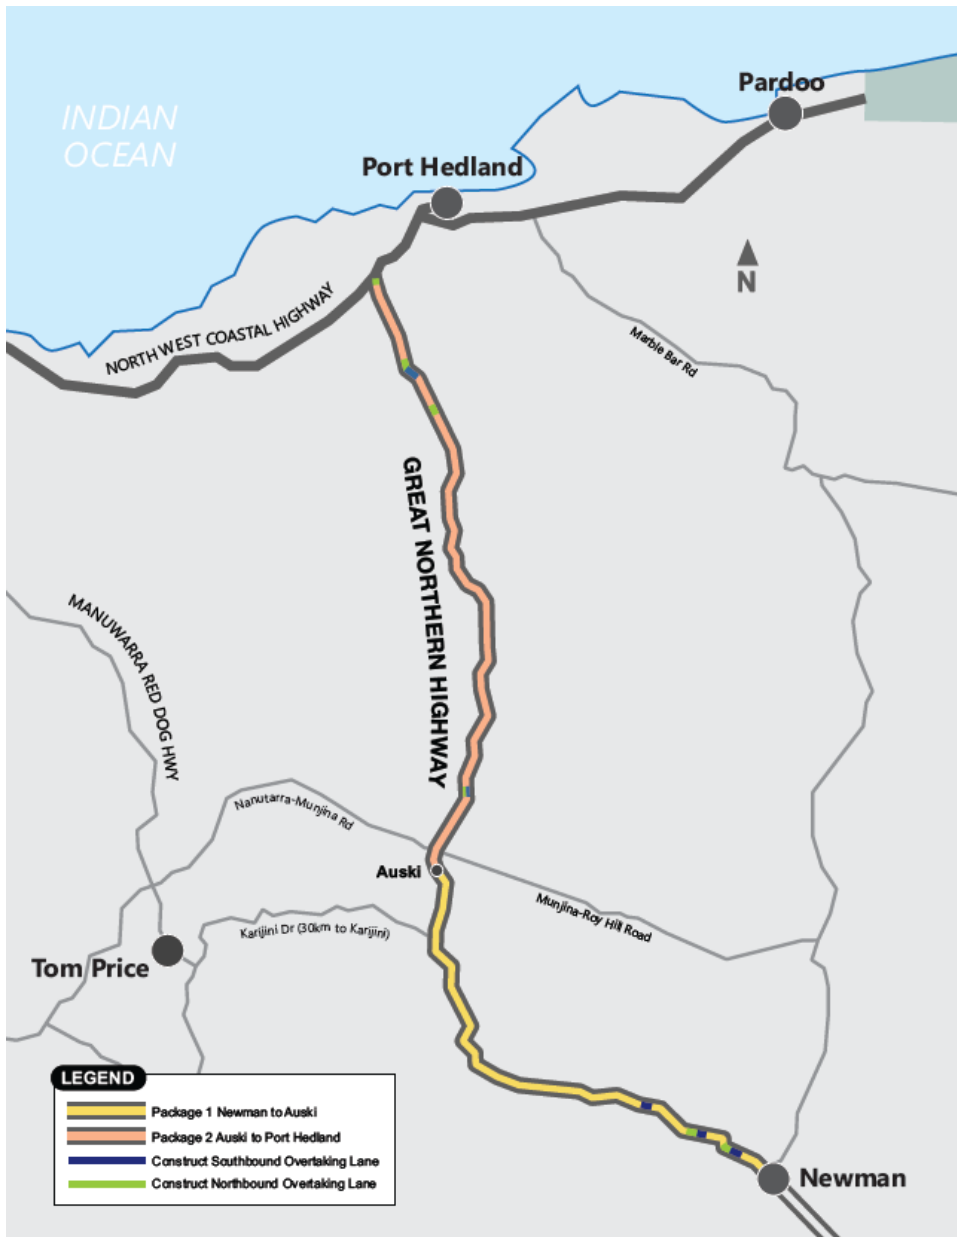 INDIAN
OCEAN
Pardoo
Port Hedland
N
NORTH WEST COASTAL HIGHWAY
Marble Bar Rd
GREAT NORTHERN HIGHWAY
MANUWARRA RED DOG HWY
Nanutarra-Munjina Rd
Auski
Munjina-Roy Hill Road
Karijini Dr (30km to Karijini)
Tom Price
LEGEND
Package 1 Newman to Auski
Package 2 Auski to Port Hedland
Construct Southbound Overtaking Lane
Construct Northbound Overtaking Lane
Newman